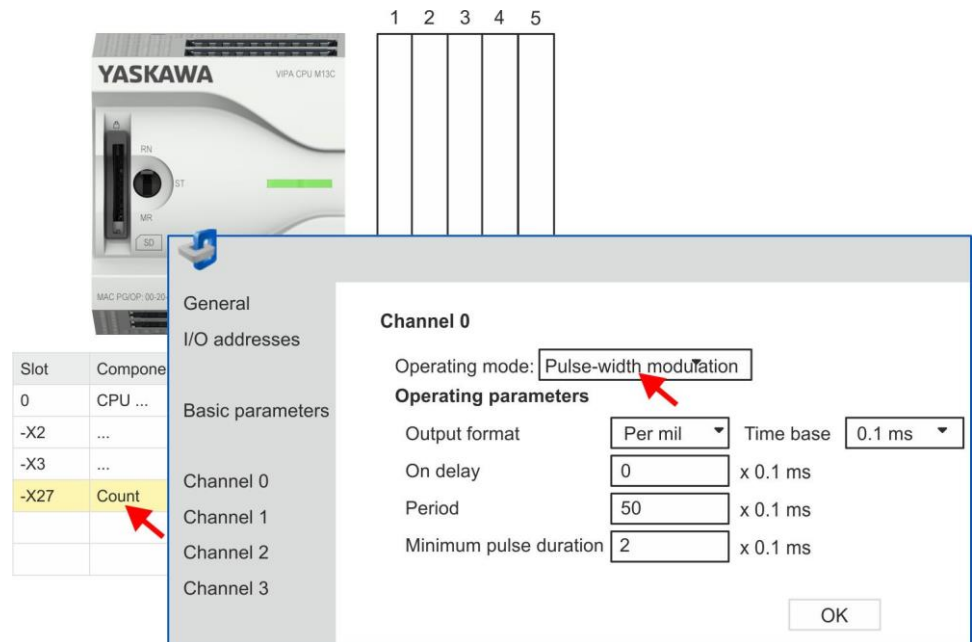 1 2 3 4 5
YASKAWA
VIPA CPU M13C
RN
ST
MR
SD
MAC PG/OP: 00-20-
General
I/O addresses
Basic parameters
Channel 0
Channel 1
Channel 2
Channel 3
Channel 0
Operating mode: Pulse-width modulation
Operating parameters
Output format Per mil Time base 0.1 ms
On delay 0 x 0.1 ms
Period 50 x 0.1 ms
Minimum pulse duration 2 x 0.1 ms
OK
Slot Compone
0 CPU ...
-X2 ...
-X3 ...
-X27 Count